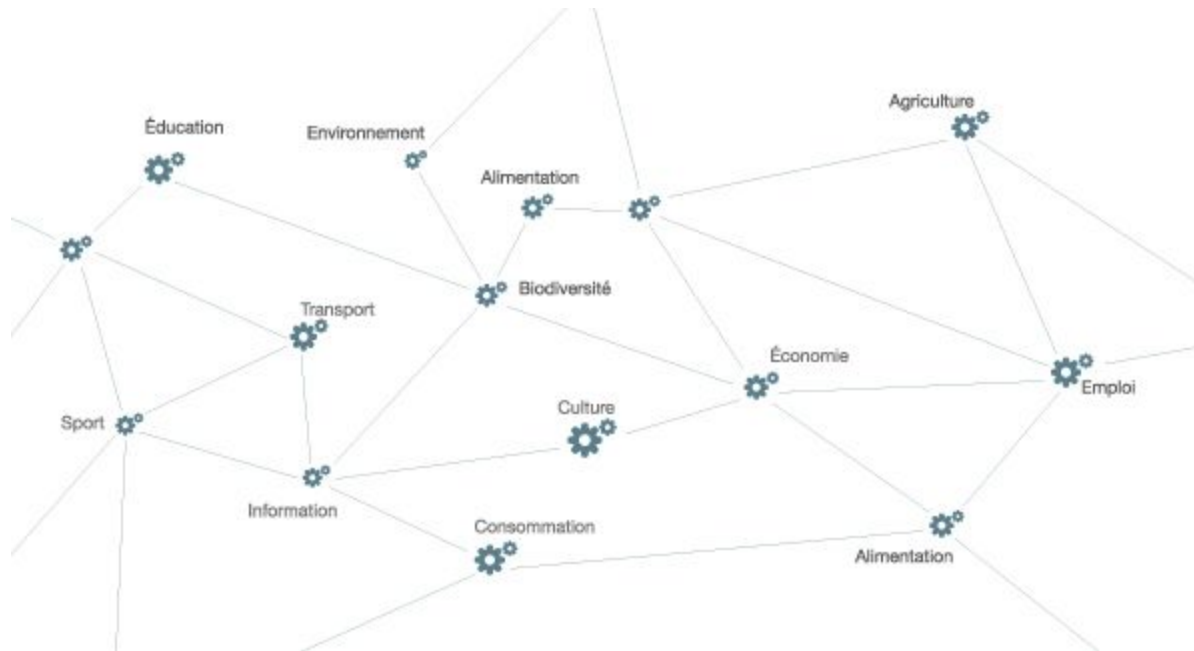 Agriculture
Éducation
Environnement
Alimentation
Biodiversité
Transport
Économie
Emploi
Culture
Sport
Information
Consommation
Alimentation